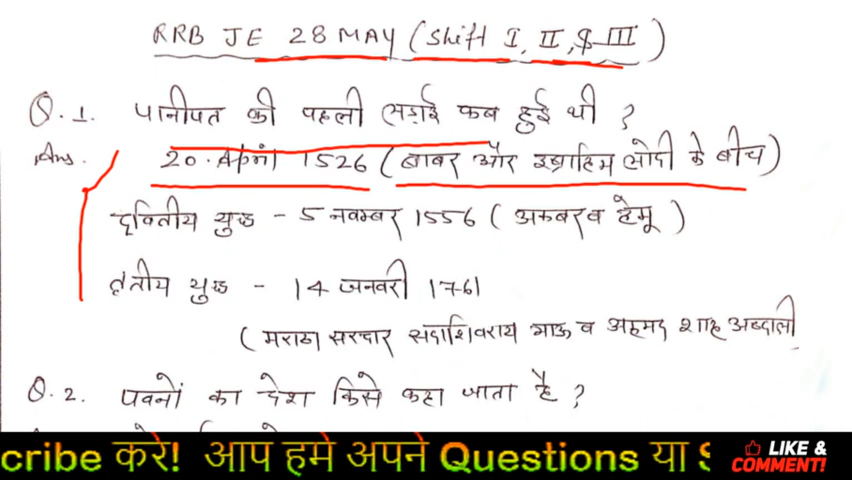 RRB JE 28 MAY (Shift I, II, & III)
Q.1. पानीपत की पहली लड़ाई कब हुई थी ?
Ans. 20. April 1526 (बाबर और इब्राहिम लोदी के बीच)
द्वितीय युद्ध - 5 नवम्बर 1556 ( अकबर व हेमू )
तृतीय युद्ध - 14 जनवरी 1761
( मराठा सरदार सदाशिवराय भाऊ व अहमद शाह अब्दाली
Q.2. पवनों का देश किसे कहा जाता है ?
cribe करे! आप हमे अपने Questions या S
LIKE &
COMMENT!